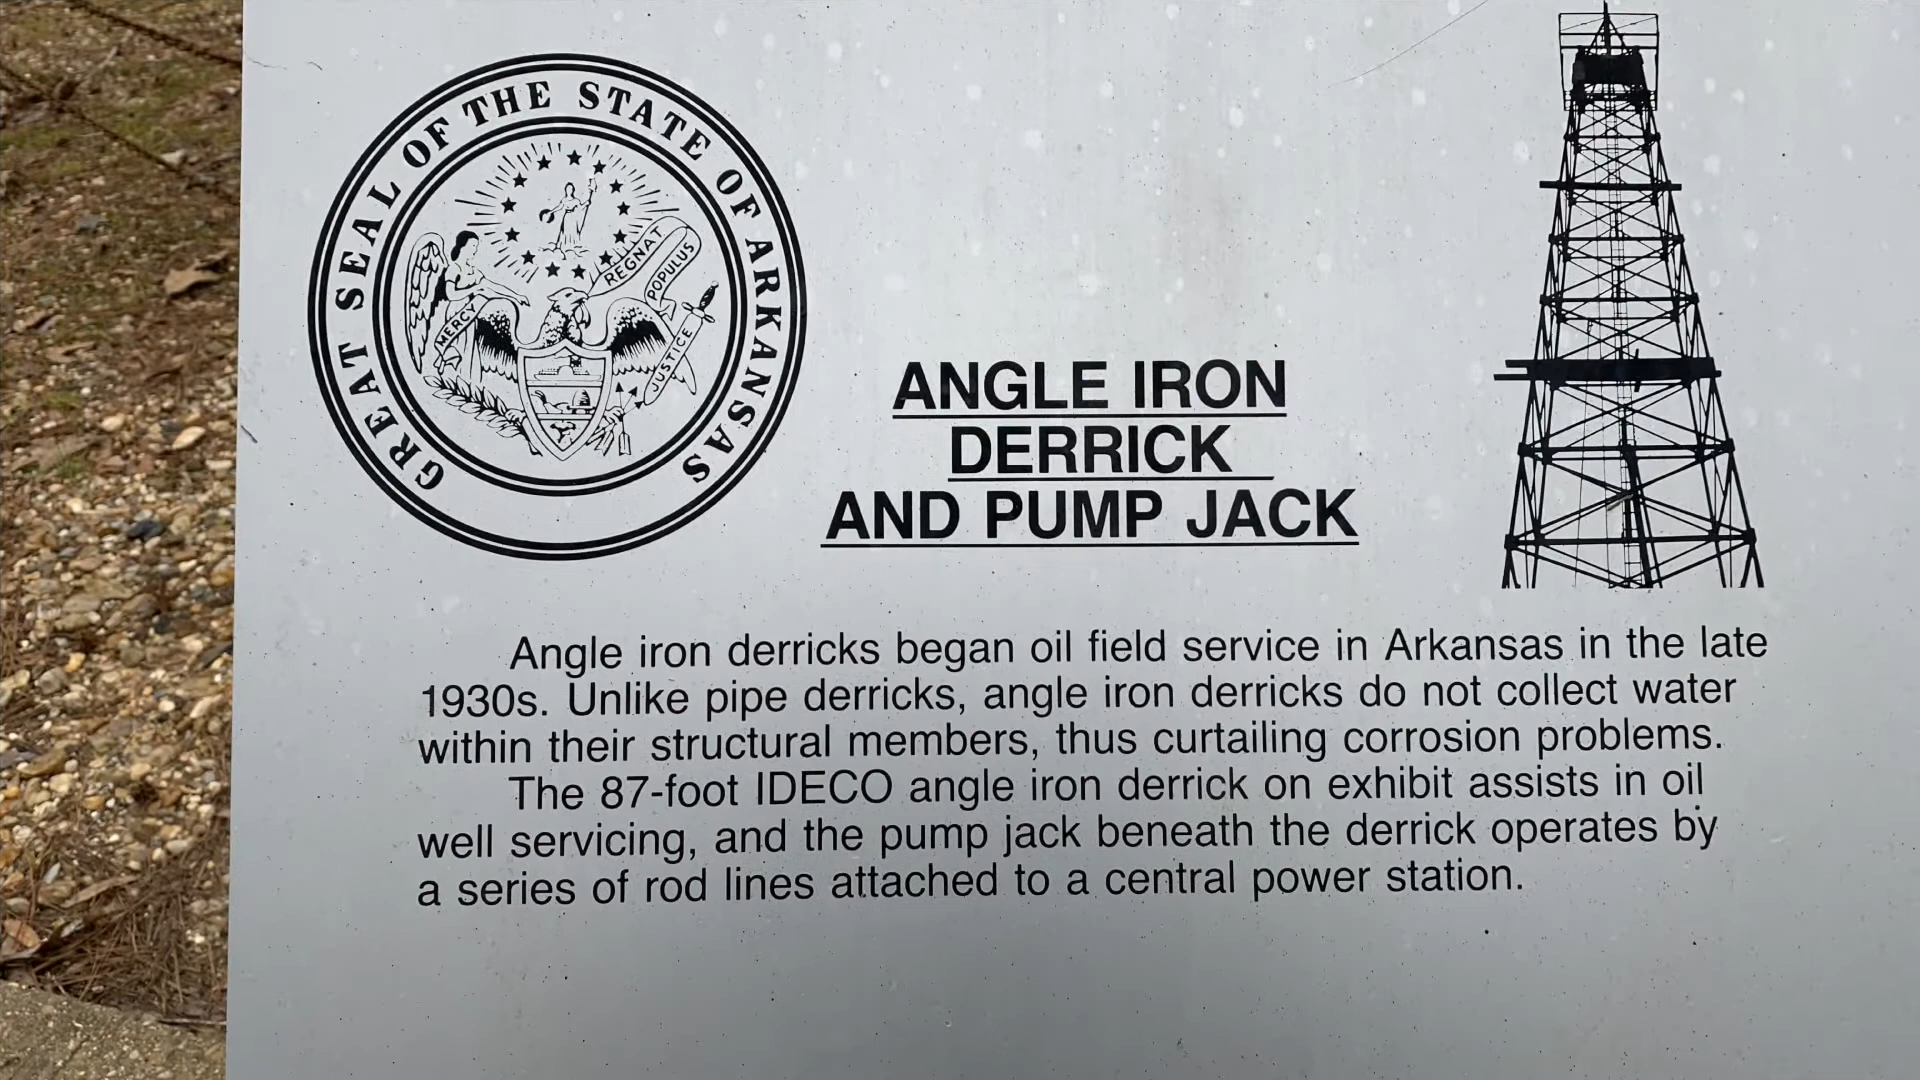 GREAT SEAL OF THE STATE OF ARKANSAS
REGNAT
POPULUS
MERCY
JUSTICE
ANGLE IRON
DERRICK
AND PUMP JACK
Angle iron derricks began oil field service in Arkansas in the late
1930s. Unlike pipe derricks, angle iron derricks do not collect water
within their structural members, thus curtailing corrosion problems.
The 87-foot IDECO angle iron derrick on exhibit assists in oil
well servicing, and the pump jack beneath the derrick operates by
a series of rod lines attached to a central power station.